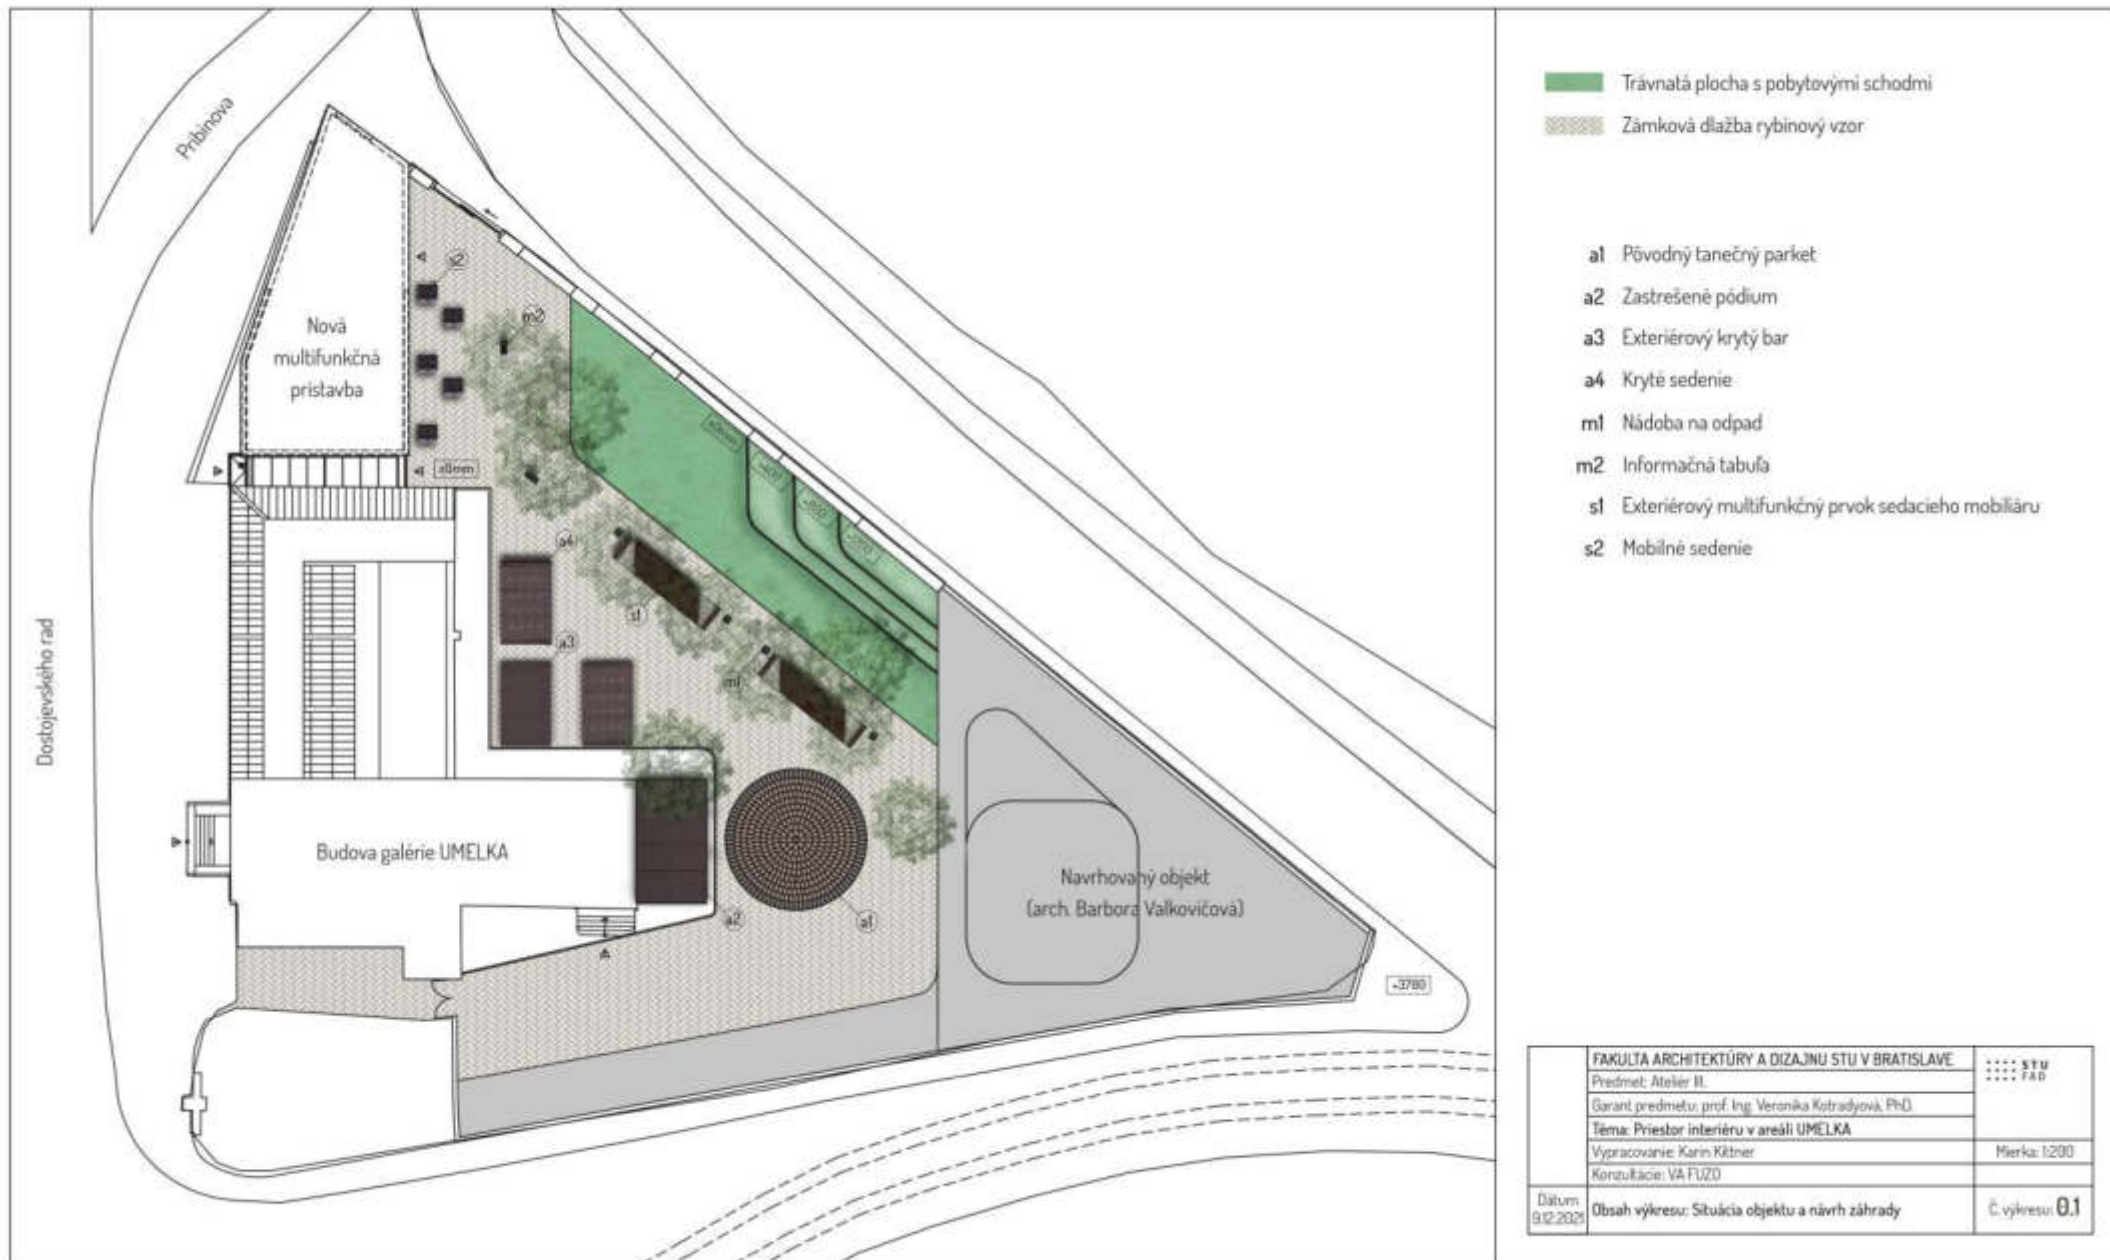 Pribinova
Dostojevského rad
Nová
multifunkčná
prístavba
s2
m2
±0mm
a4
s1
a3
m1
±0mm
+400
+800
+1200
Budova galérie UMELKA
a2
a1
Navrhovaný objekt
(arch. Barbora Valkovičová)
+3780
Trávnatá plocha s pobytovými schodmi
Zámková dlažba rybinový vzor
a1 Pôvodný tanečný parket
a2 Zastrešené pódium
a3 Exteriérový krytý bar
a4 Kryté sedenie
m1 Nádoba na odpad
m2 Informačná tabuľa
s1 Exteriérový multifunkčný prvok sedacieho mobiliáru
s2 Mobilné sedenie
FAKULTA ARCHITEKTÚRY A DIZAJNU STU V BRATISLAVE
STU
FAD
Predmet: Ateliér III.
Garant predmetu: prof. Ing. Veronika Kotradyová, PhD.
Téma: Priestor interiéru v areáli UMELKA
Vypracovanie: Karin Kittner
Mierka: 1:200
Konzultácie: VA FUZO
Dátum
9.12.2021
Obsah výkresu: Situácia objektu a návrh záhrady
Č. výkresu: 0.1